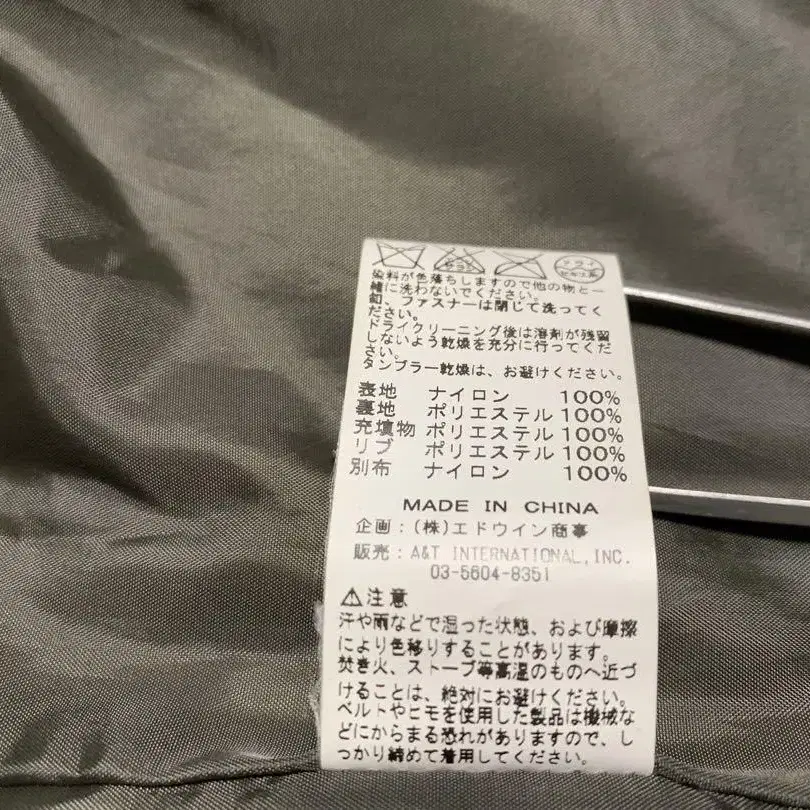 ドライ
セキユ系
染料が色落ちしますので他の物と一
緒に洗わないでください。
釦、ファスナーは閉じて洗ってく
ださい。
ドライクリーニング後は溶剤が残留
しないよう乾燥を充分に行ってくだ
さい。
タンブラー乾燥は、お避けください。
表地 ナイロン 100%
裏地 ポリエステル 100%
充填物 ポリエステル 100%
リブ ポリエステル 100%
別布 ナイロン 100%
MADE IN CHINA
企画:(株)エドウイン商事
販売:A&T INTERNATIONAL,INC.
03-5604-8351
⚠注意
汗や雨などで湿った状態、および摩擦
により色移りすることがあります。
焚き火、ストーブ等高温のものへ近づ
けることは、絶対にお避けください。
ベルトやヒモを使用した製品は機械な
どにからまる恐れがありますので、し
っかり締めて着用してください。